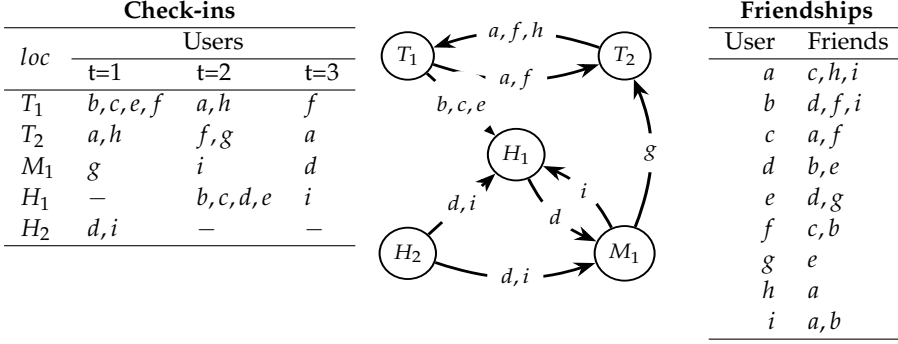 Check-ins
loc Users
t=1 t=2 t=3
T₁ b, c, e, f a, h f
T₂ a, h f, g a
M₁ g i d
H₁ − b, c, d, e i
H₂ d, i − −
a, f, h
T₁ T₂
a, f
b, c, e
H₁ g
d, i i
d
H₂ M₁
d, i
Friendships
User Friends
a c, h, i
b d, f, i
c a, f
d b, e
e d, g
f c, b
g e
h a
i a, b